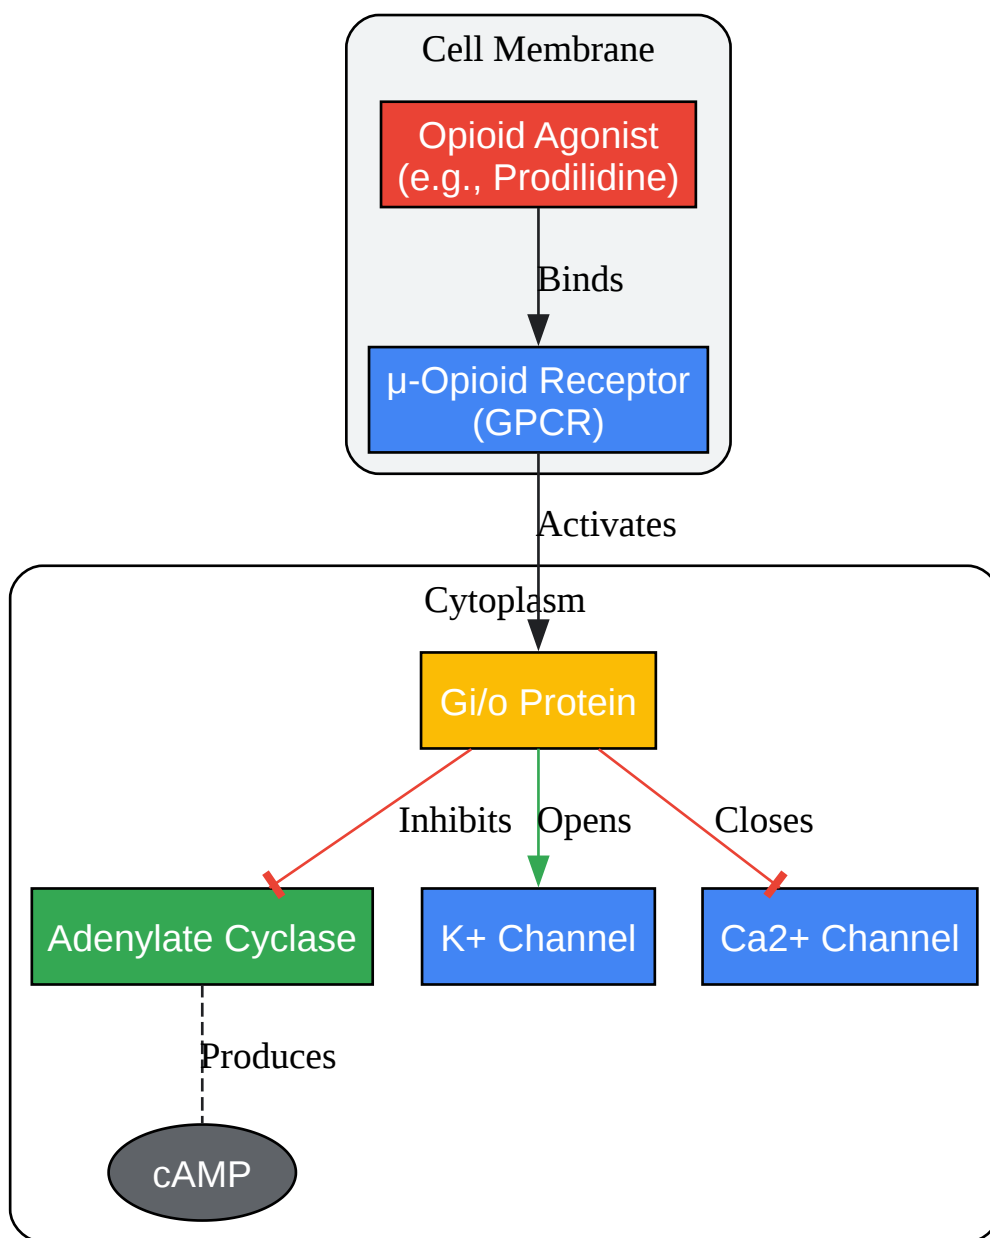 Cell Membrane
Opioid Agonist
(e.g., Prodilidine)
Binds
μ-Opioid Receptor
(GPCR)
Activates
Cytoplasm
Gi/o Protein
Inhibits
Opens
Closes
Adenylate Cyclase
K+ Channel
Ca2+ Channel
Produces
cAMP